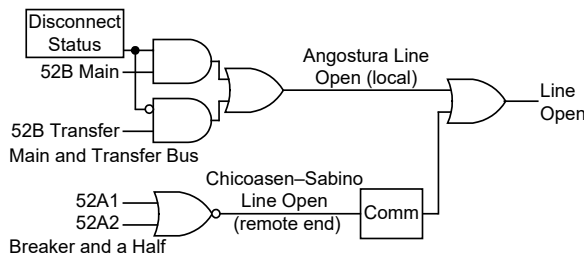 Disconnect
Status
52B Main
52B Transfer
Main and Transfer Bus
Angostura Line
Open (local)
Line
Open
Chicoasen–Sabino
Line Open
(remote end)
Comm
52A1
52A2
Breaker and a Half